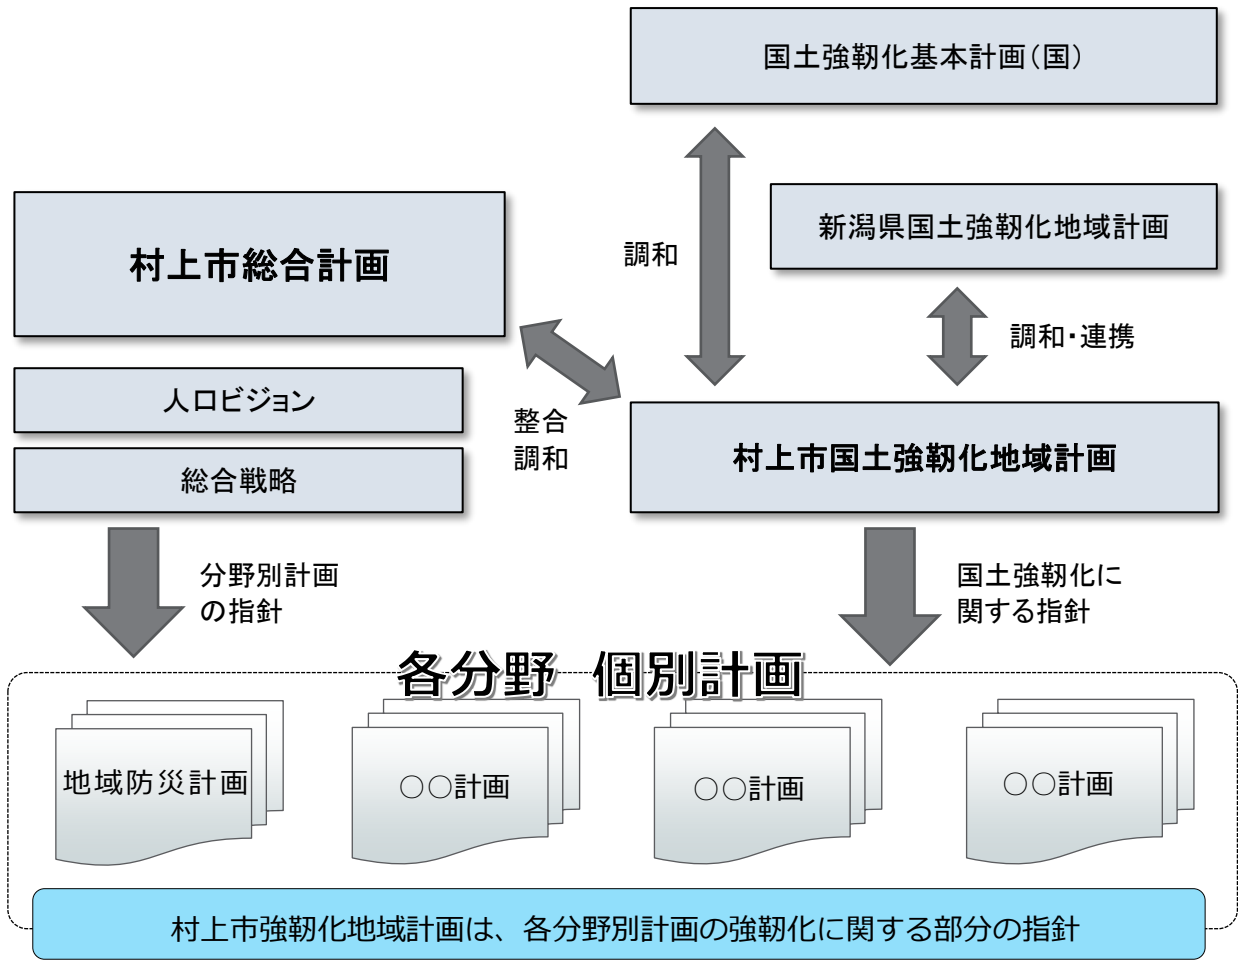 国土強靭化基本計画（国）
新潟県国土強靭化地域計画
村上市総合計画
調和
調和・連携
人口ビジョン
整合
調和
村上市国土強靭化地域計画
総合戦略
分野別計画
の指針
国土強靭化に
関する指針
各分野　個別計画
地域防災計画
○○計画
○○計画
○○計画
村上市強靭化地域計画は、各分野別計画の強靭化に関する部分の指針